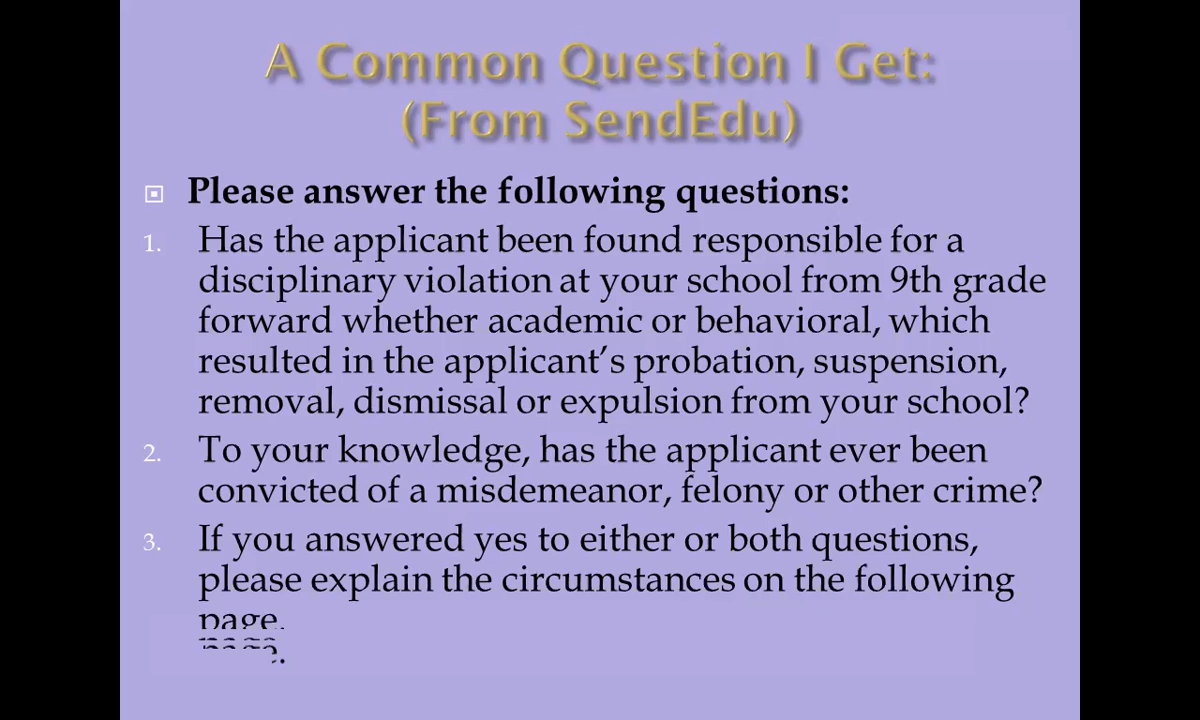 A Common Question I Get:
(From SendEdu)
Please answer the following questions:
1. Has the applicant been found responsible for a
disciplinary violation at your school from 9th grade
forward whether academic or behavioral, which
resulted in the applicant's probation, suspension,
removal, dismissal or expulsion from your school?
2. To your knowledge, has the applicant ever been
convicted of a misdemeanor, felony or other crime?
3. If you answered yes to either or both questions,
please explain the circumstances on the following
page.